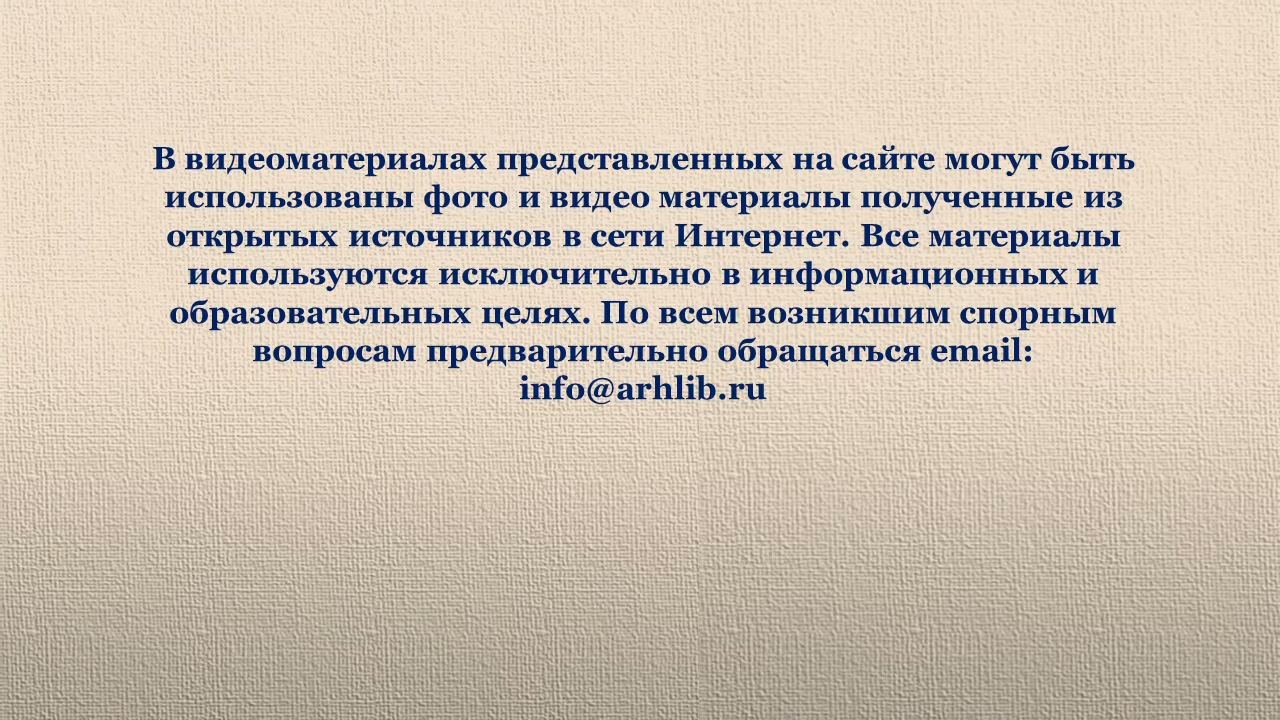 В видеоматериалах представленных на сайте могут быть
использованы фото и видео материалы полученные из
открытых источников в сети Интернет. Все материалы
используются исключительно в информационных и
образовательных целях. По всем возникшим спорным
вопросам предварительно обращаться email:
info@arhlib.ru